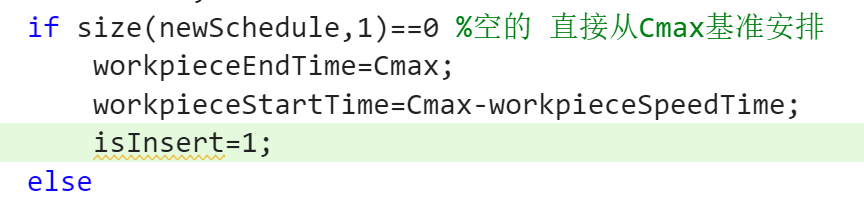 if size(newSchedule,1)==0 %空的 直接从Cmax基准安排
workpieceEndTime=Cmax;
workpieceStartTime=Cmax-workpieceSpeedTime;
isInsert=1;
else